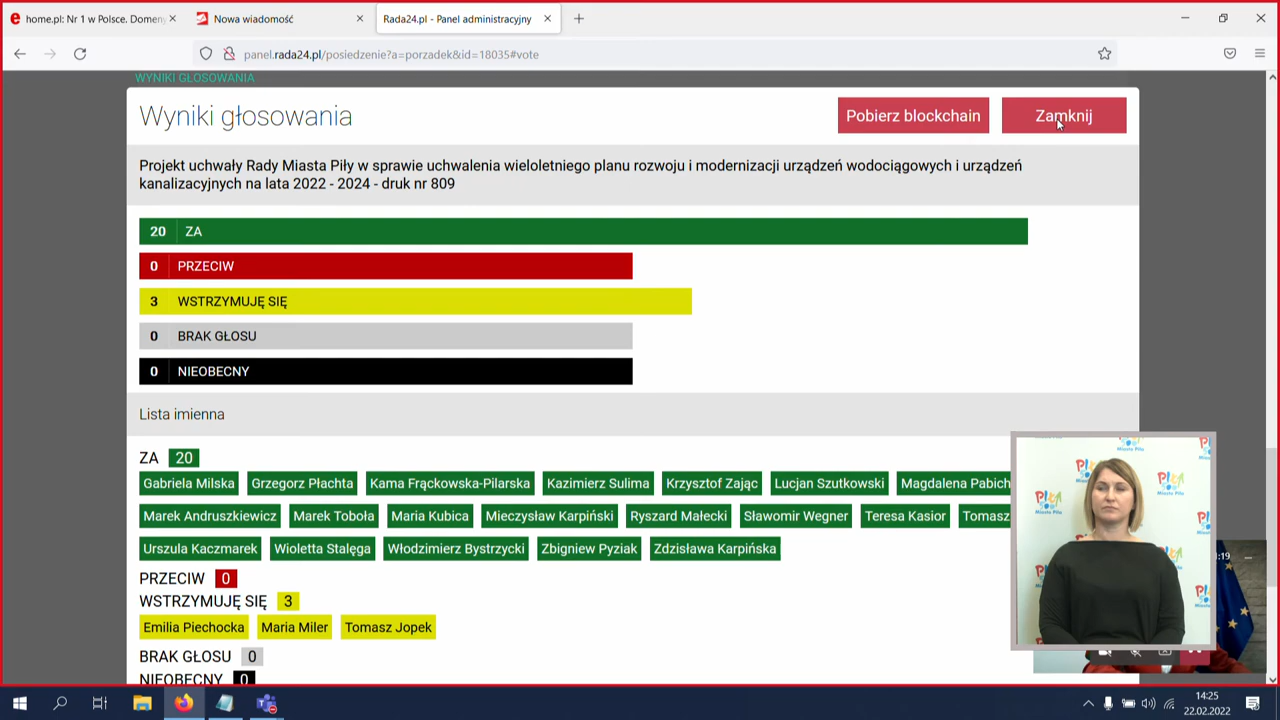 home.pl: Nr 1 w Polsce. Domeny
Nowa wiadomość
Rada24.pl - Panel administracyjny
panel.rada24.pl/posiedzenie?a=porzadek&id=18035#vote
WYNIKI GŁOSOWANIA
Wyniki głosowania
Pobierz blockchain
Zamknij
Projekt uchwały Rady Miasta Piły w sprawie uchwalenia wieloletniego planu rozwoju i modernizacji urządzeń wodociągowych i urządzeń
kanalizacyjnych na lata 2022 - 2024 - druk nr 809
20 ZA
0 PRZECIW
3 WSTRZYMUJĘ SIĘ
0 BRAK GŁOSU
0 NIEOBECNY
Lista imienna
ZA 20
Gabriela Milska Grzegorz Płachta Kama Frąckowska-Pilarska Kazimierz Sulima Krzysztof Zając Lucjan Szutkowski Magdalena Pabich
Marek Andruszkiewicz Marek Toboła Maria Kubica Mieczysław Karpiński Ryszard Małecki Sławomir Wegner Teresa Kasior Tomasz
Urszula Kaczmarek Wioletta Stalęga Włodzimierz Bystrzycki Zbigniew Pyziak Zdzisława Karpińska
PRZECIW 0
WSTRZYMUJĘ SIĘ 3
Emilia Piechocka Maria Miler Tomasz Jopek
BRAK GŁOSU 0
NIEOBECNY 0
PIŁA
Miasto Piła
:19
14:25
22.02.2022